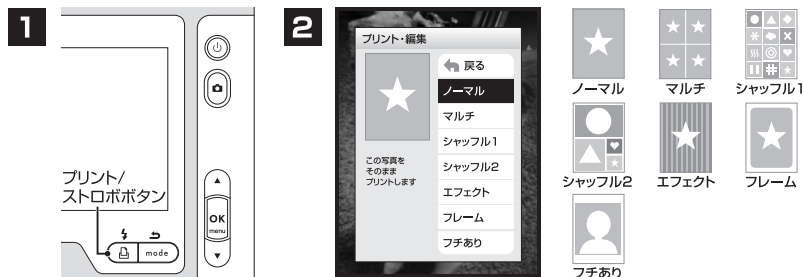 1
プリント/
ストロボボタン
OK
menu
mode
2
プリント・編集
戻る
ノーマル
マルチ
シャッフル1
シャッフル2
エフェクト
フレーム
フチあり
この写真を
そのまま
プリントします
ノーマル
マルチ
シャッフル1
シャッフル2
エフェクト
フレーム
フチあり